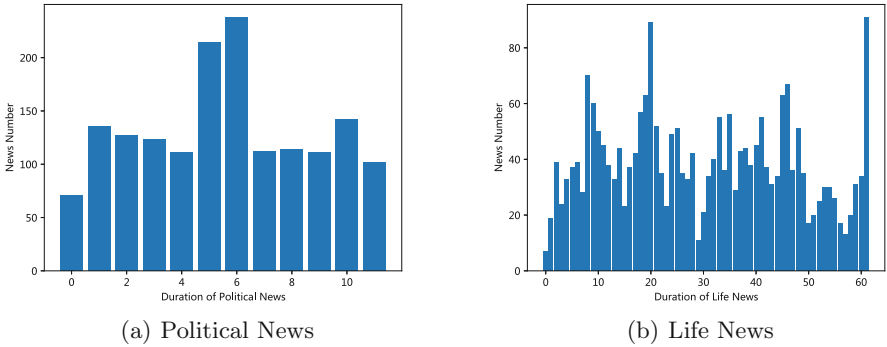 200
150
100
50
0
News Number
0 2 4 6 8 10
Duration of Political News
(a) Political News
80
60
40
20
0
News Number
0 10 20 30 40 50 60
Duration of Life News
(b) Life News